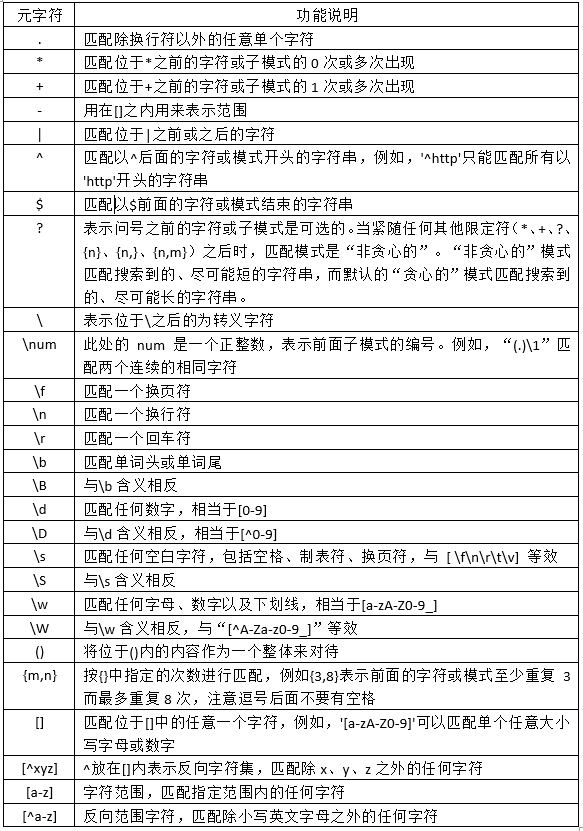 元字符 功能说明
. 匹配除换行符以外的任意单个字符
* 匹配位于*之前的字符或子模式的0次或多次出现
+ 匹配位于+之前的字符或子模式的1次或多次出现
- 用在[]之内用来表示范围
| 匹配位于|之前或之后的字符
^ 匹配以^后面的字符或模式开头的字符串，例如，'^http'只能匹配所有以
'http'开头的字符串
$ 匹配以$前面的字符或模式结束的字符串
? 表示问号之前的字符或子模式是可选的。当紧随任何其他限定符（*、+、?、
{n}、{n,}、{n,m}）之后时，匹配模式是“非贪心的”。“非贪心的”模式
匹配搜索到的、尽可能短的字符串，而默认的“贪心的”模式匹配搜索到
的、尽可能长的字符串。
\ 表示位于\之后的为转义字符
\num 此处的 num 是一个正整数，表示前面子模式的编号。例如，“(.)\1”匹
配两个连续的相同字符
\f 匹配一个换页符
\n 匹配一个换行符
\r 匹配一个回车符
\b 匹配单词头或单词尾
\B 与\b含义相反
\d 匹配任何数字，相当于[0-9]
\D 与\d含义相反，相当于[^0-9]
\s 匹配任何空白字符，包括空格、制表符、换页符，与 [ \f\n\r\t\v] 等效
\S 与\s含义相反
\w 匹配任何字母、数字以及下划线，相当于[a-zA-Z0-9_]
\W 与\w含义相反，与“[^A-Za-z0-9_]”等效
() 将位于()内的内容作为一个整体来对待
{m,n} 按{}中指定的次数进行匹配，例如{3,8}表示前面的字符或模式至少重复 3
而最多重复8次，注意逗号后面不要有空格
[] 匹配位于[]中的任意一个字符，例如，'[a-zA-Z0-9]'可以匹配单个任意大小
写字母或数字
[^xyz] ^放在[]内表示反向字符集，匹配除x、y、z之外的任何字符
[a-z] 字符范围，匹配指定范围内的任何字符
[^a-z] 反向范围字符，匹配除小写英文字母之外的任何字符